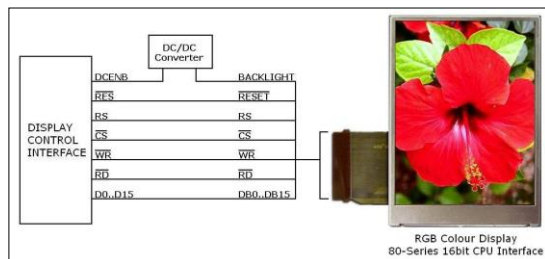 DC/DC
Converter
DCENB BACKLIGHT
RES RESET
RS RS
CS CS
DISPLAY
CONTROL
INTERFACE
WR WR
RD RD
D0..D15 DB0..DB15
RGB Colour Display
80-Series 16bit CPU Interface